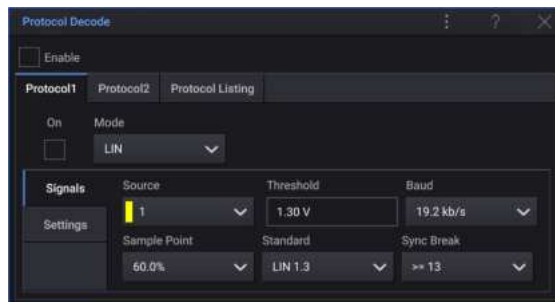 Protocol Decode ?
Enable
Protocol1 Protocol2 Protocol Listing
On Mode
LIN
Signals Source Threshold Baud
1 1.30 V 19.2 kb/s
Settings
Sample Point Standard Sync Break
60.0% LIN 1.3 >= 13